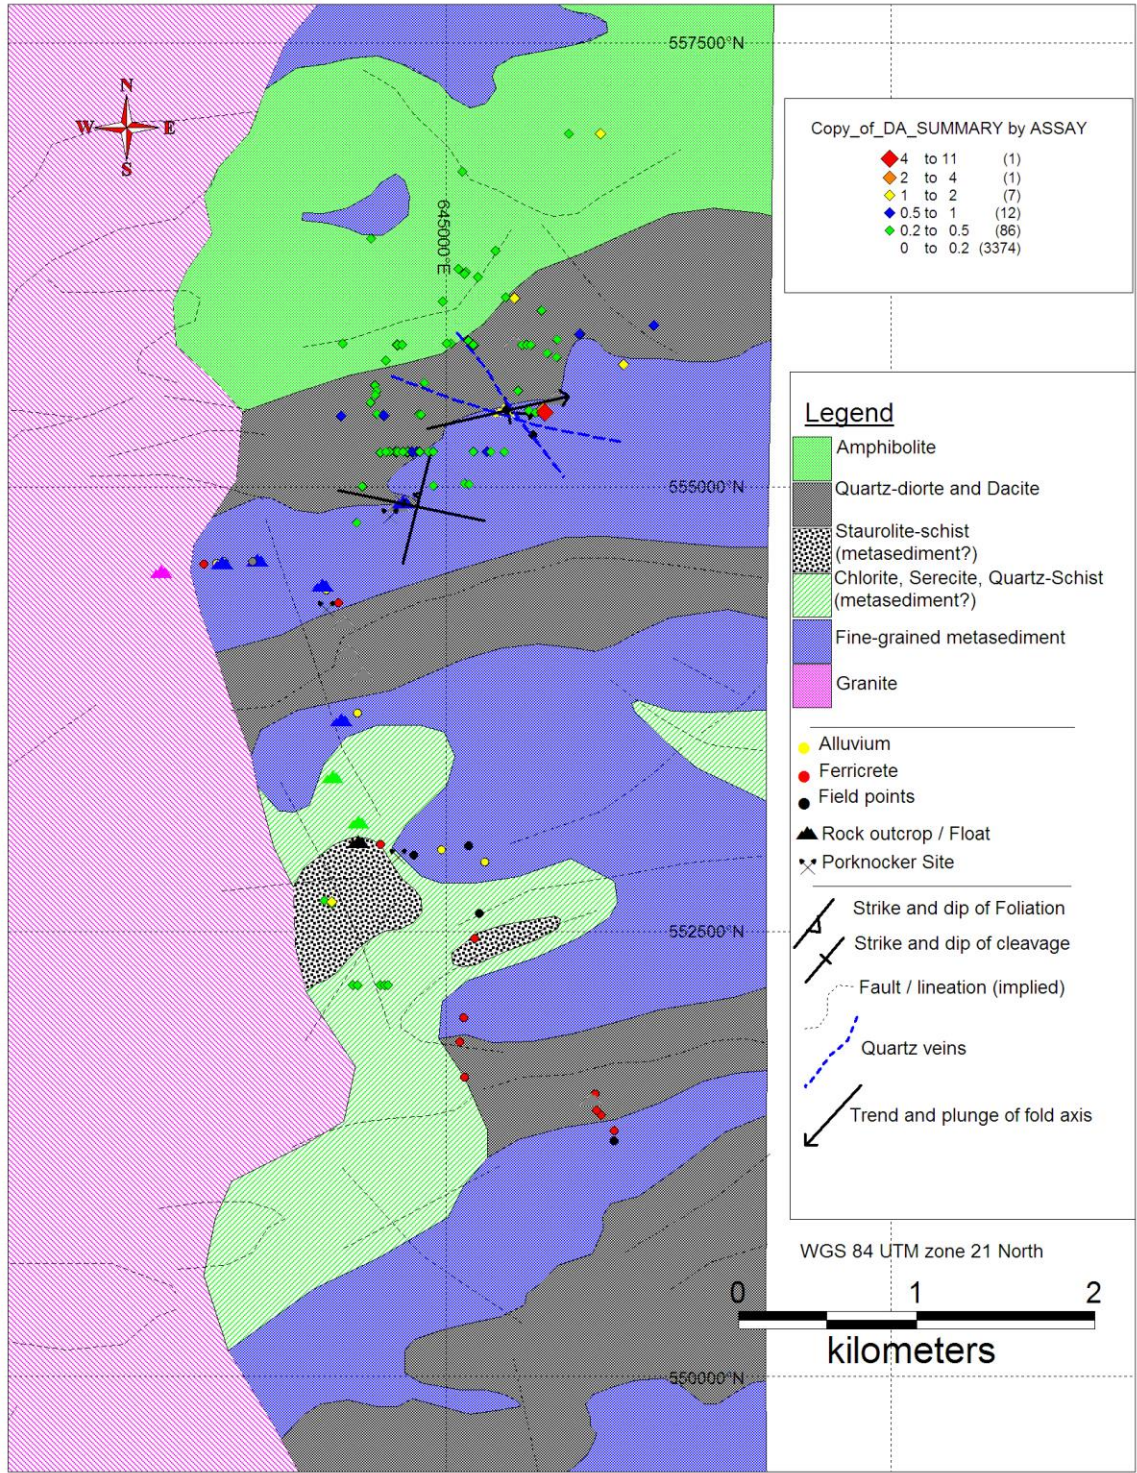 557500°N
N
W E
S
645000°E
555000°N
552500°N
550000°N
Copy_of_DA_SUMMARY by ASSAY
4 to 11 (1)
2 to 4 (1)
1 to 2 (7)
0.5 to 1 (12)
0.2 to 0.5 (86)
0 to 0.2 (3374)
Legend
Amphibolite
Quartz-diorte and Dacite
Staurolite-schist
(metasediment?)
Chlorite, Serecite, Quartz-Schist
(metasediment?)
Fine-grained metasediment
Granite
Alluvium
Ferricrete
Field points
Rock outcrop / Float
Porknocker Site
Strike and dip of Foliation
Strike and dip of cleavage
Fault / lineation (implied)
Quartz veins
Trend and plunge of fold axis
WGS 84 UTM zone 21 North
0 1 2
kilometers